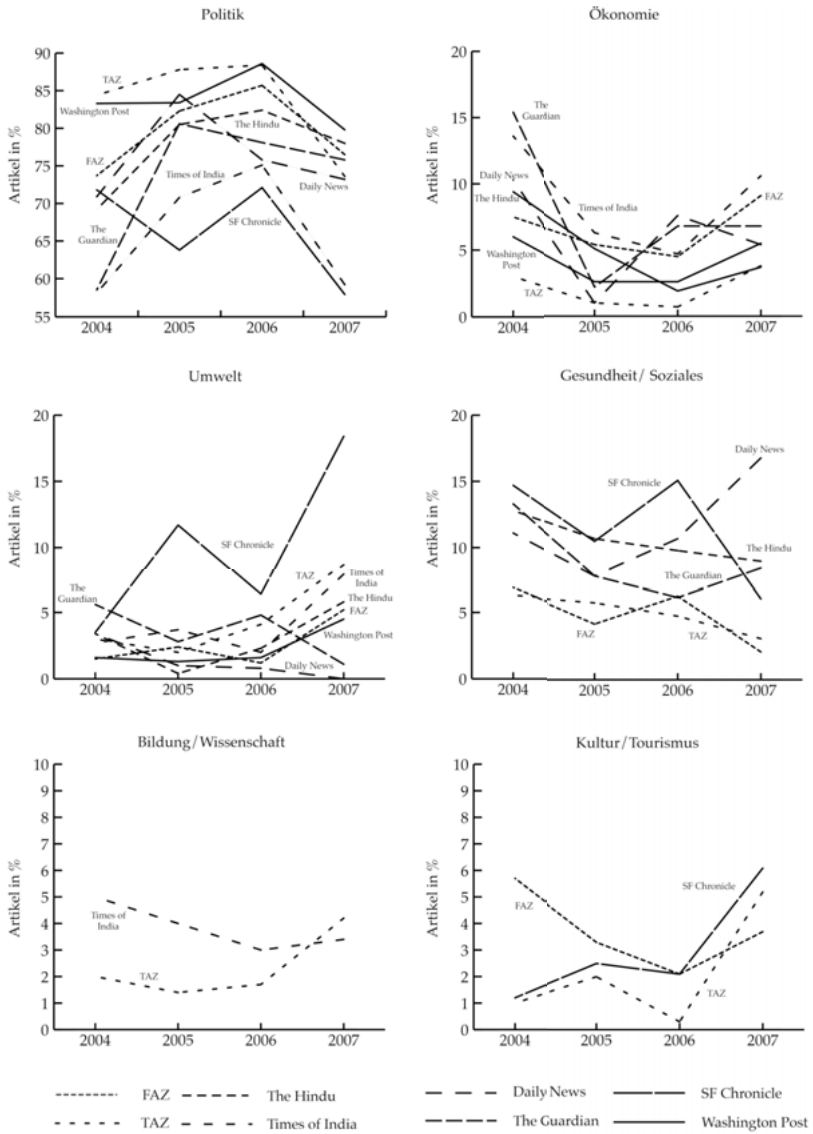 Politik
Artikel in %
90
85
80
75
70
65
60
55
2004
2005
2006
2007
TAZ
Washington Post
FAZ
The Hindu
Times of India
Daily News
The
Guardian
SF Chronicle
Ökonomie
Artikel in %
20
15
10
5
0
2004
2005
2006
2007
The
Guardian
Daily News
The Hindu
Times of India
FAZ
Washington
Post
TAZ
Umwelt
Artikel in %
20
15
10
5
0
2004
2005
2006
2007
SF Chronicle
The
Guardian
TAZ
Times of
India
The Hindu
FAZ
Washington Post
Daily News
Gesundheit/ Soziales
Artikel in %
20
15
10
5
0
2004
2005
2006
2007
Daily News
SF Chronicle
The Hindu
The Guardian
FAZ
TAZ
Bildung/Wissenschaft
Artikel in %
10
9
8
7
6
5
4
3
2
1
0
2004
2005
2006
2007
Times of
India
TAZ
Kultur/Tourismus
Artikel in %
10
9
8
7
6
5
4
3
2
1
0
2004
2005
2006
2007
FAZ
SF Chronicle
TAZ
FAZ
The Hindu
Daily News
SF Chronicle
TAZ
Times of India
The Guardian
Washington Post